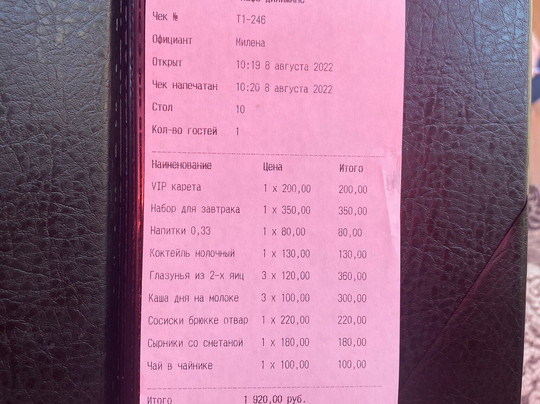 Чек № Т1-246
Официант Милена
Открыт 10:19 8 августа 2022
Чек напечатан 10:20 8 августа 2022
Стол 10
Кол-во гостей 1
Наименование Цена Итого
VIP карета 1 x 200,00 200,00
Набор для завтрака 1 x 350,00 350,00
Напитки 0,33 1 x 80,00 80,00
Коктейль молочный 1 x 130,00 130,00
Глазунья из 2-х яиц 3 x 120,00 360,00
Каша дня на молоке 3 x 100,00 300,00
Сосиски брюкке отвар 1 x 220,00 220,00
Сырники со сметаной 1 x 180,00 180,00
Чай в чайнике 1 x 100,00 100,00
Итого 1 920,00 руб.